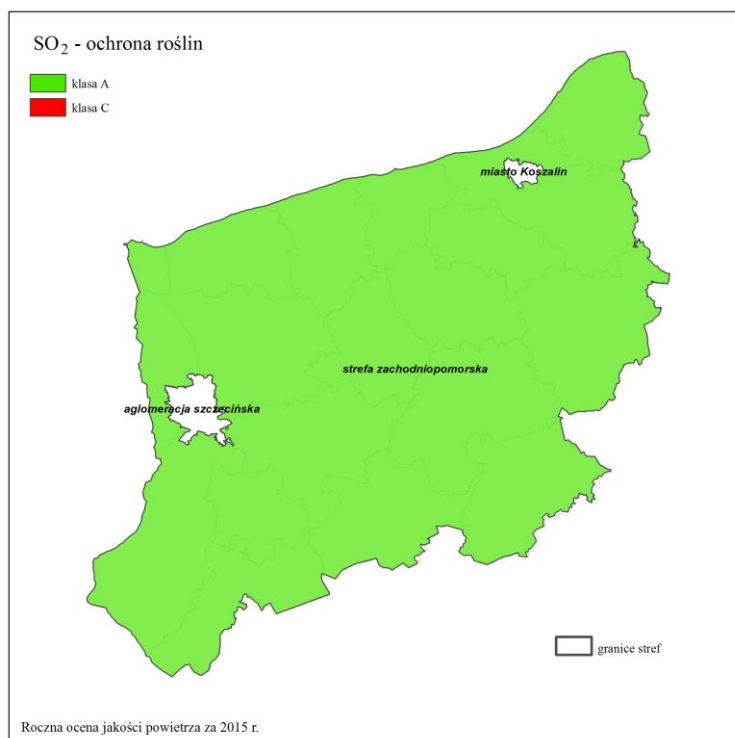 SO2 - ochrona roślin
klasa A
klasa C
miasto Koszalin
strefa zachodniopomorska
aglomeracja szczecińska
granice stref
Roczna ocena jakości powietrza za 2015 r.